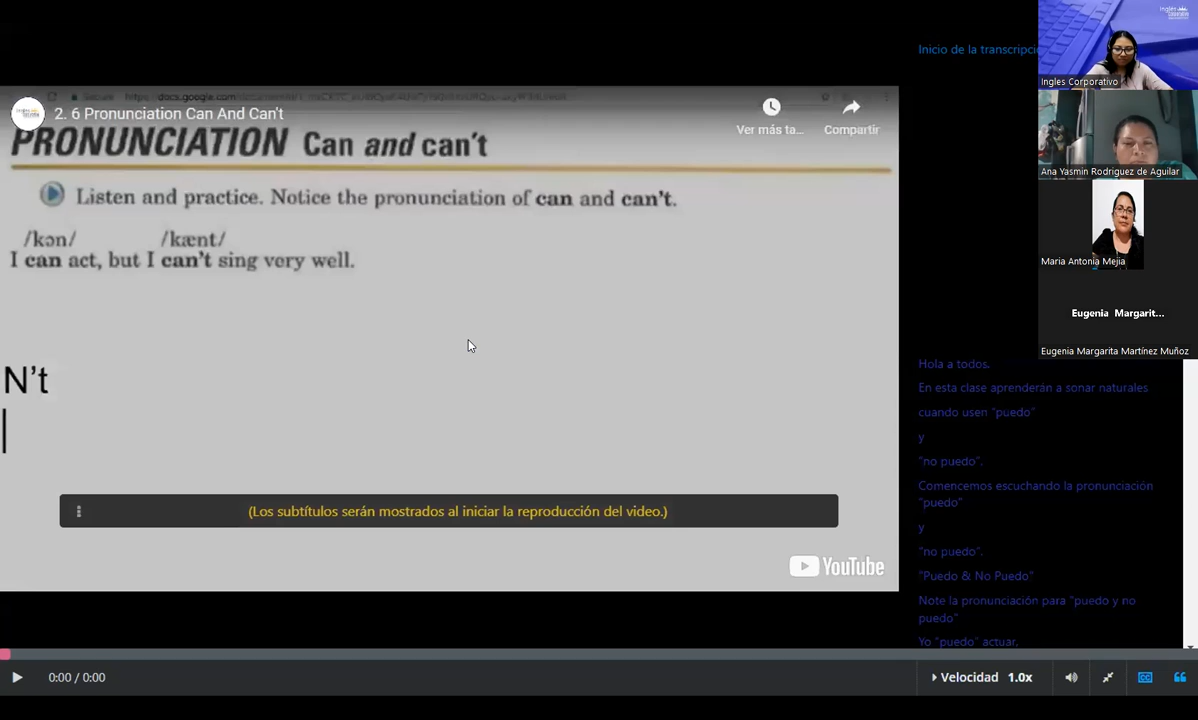 Inicio de la transcripci
Ingles Corporativo
Ana Yasmin Rodriguez de Aguilar
Maria Antonia Mejia
Eugenia Margarit...
Eugenia Margarita Martínez Muñoz
2. 6 Pronunciation Can And Can't
Ver más ta...
Compartir
PRONUNCIATION Can and can't
Listen and practice. Notice the pronunciation of can and can't.
/kən/ /kænt/
I can act, but I can't sing very well.
N't
(Los subtítulos serán mostrados al iniciar la reproducción del video.)
YouTube
Hola a todos.
En esta clase aprenderán a sonar naturales
cuando usen "puedo"
y
"no puedo".
Comencemos escuchando la pronunciación
"puedo"
y
"no puedo".
"Puedo & No Puedo"
Note la pronunciación para "puedo y no
puedo"
Yo "puedo" actuar,
0:00 / 0:00
Velocidad 1.0x